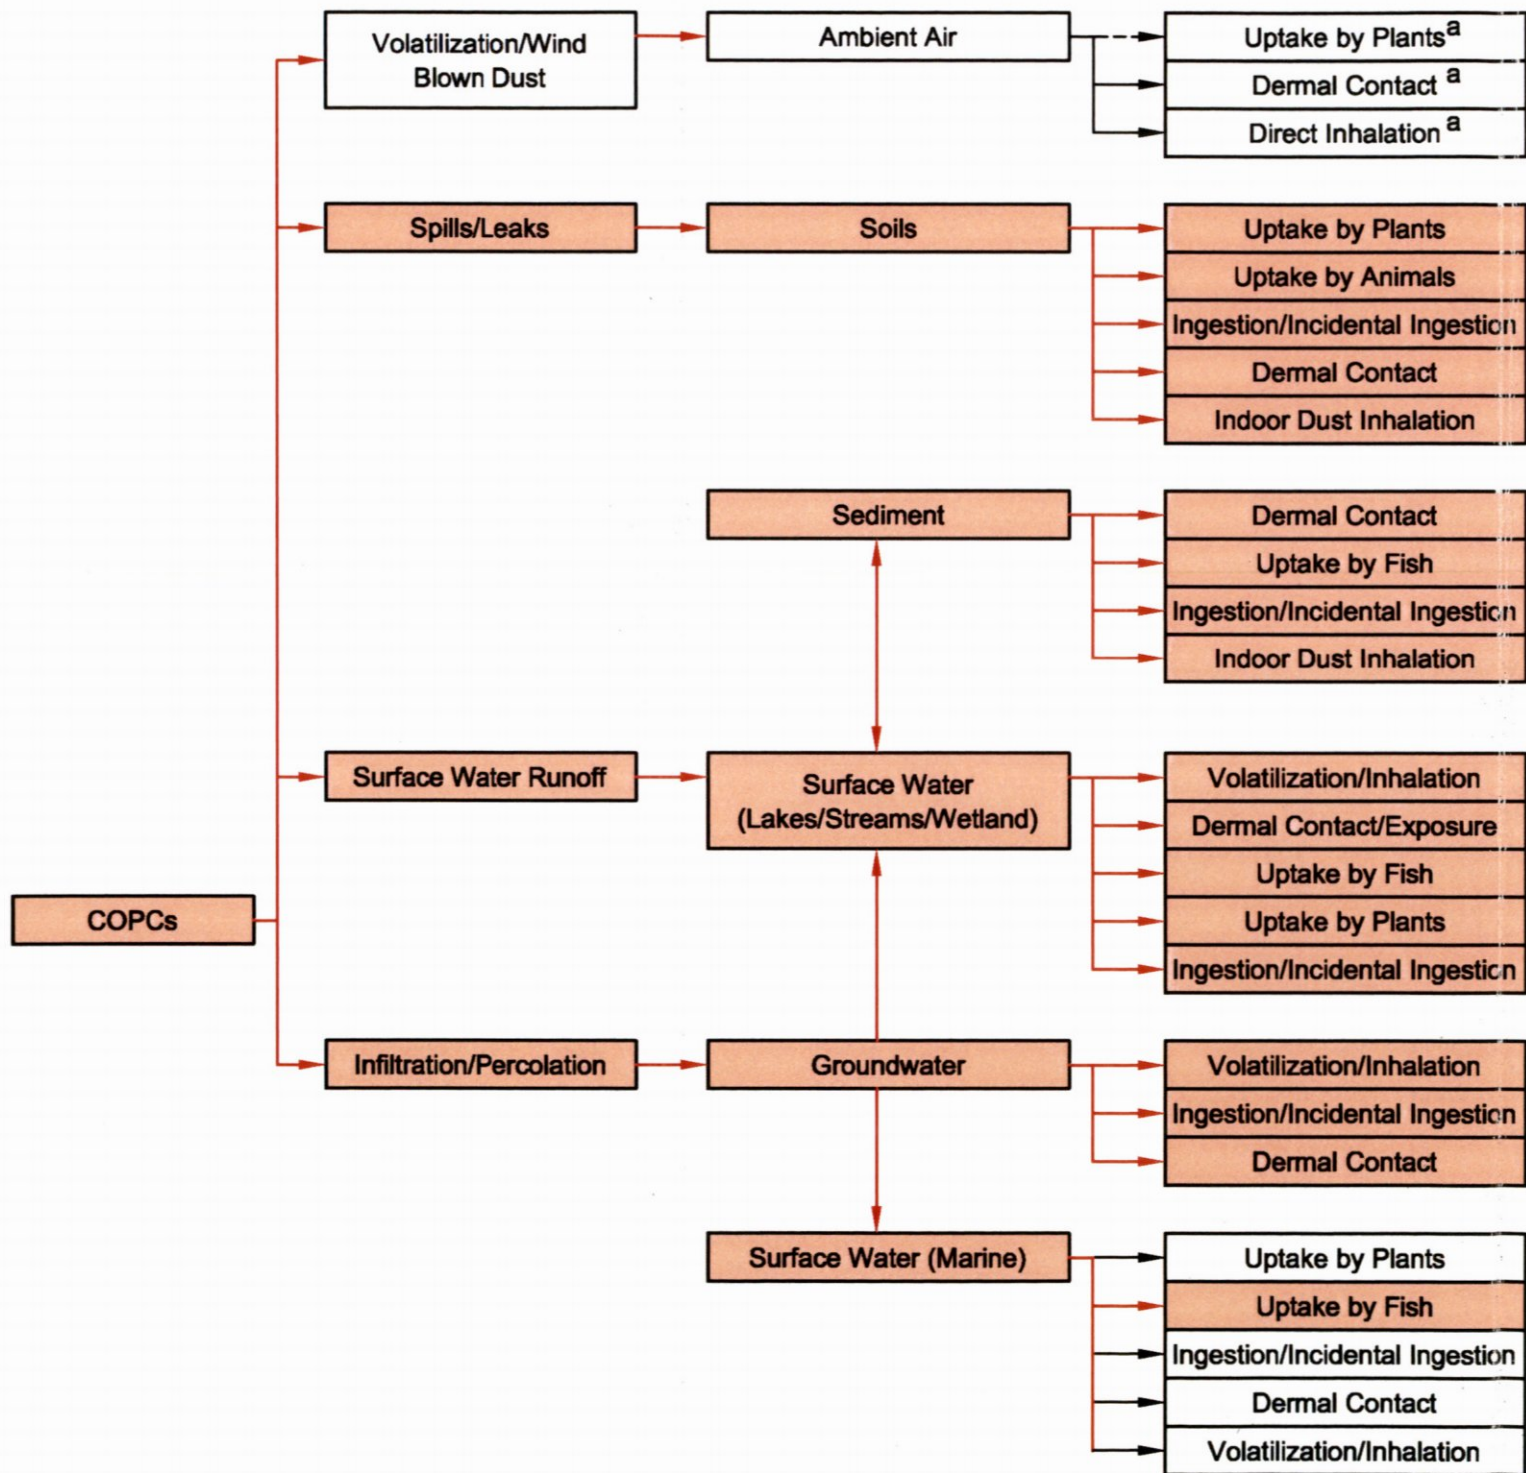 Volatilization/Wind
Blown Dust
Ambient Air
Uptake by Plants a
Dermal Contact a
Direct Inhalation a
Spills/Leaks
Soils
Uptake by Plants
Uptake by Animals
Ingestion/Incidental Ingestion
Dermal Contact
Indoor Dust Inhalation
Sediment
Dermal Contact
Uptake by Fish
Ingestion/Incidental Ingestion
Indoor Dust Inhalation
Surface Water Runoff
Surface Water
(Lakes/Streams/Wetland)
Volatilization/Inhalation
Dermal Contact/Exposure
Uptake by Fish
Uptake by Plants
Ingestion/Incidental Ingestion
COPCs
Infiltration/Percolation
Groundwater
Volatilization/Inhalation
Ingestion/Incidental Ingestion
Dermal Contact
Surface Water (Marine)
Uptake by Plants
Uptake by Fish
Ingestion/Incidental Ingestion
Dermal Contact
Volatilization/Inhalation